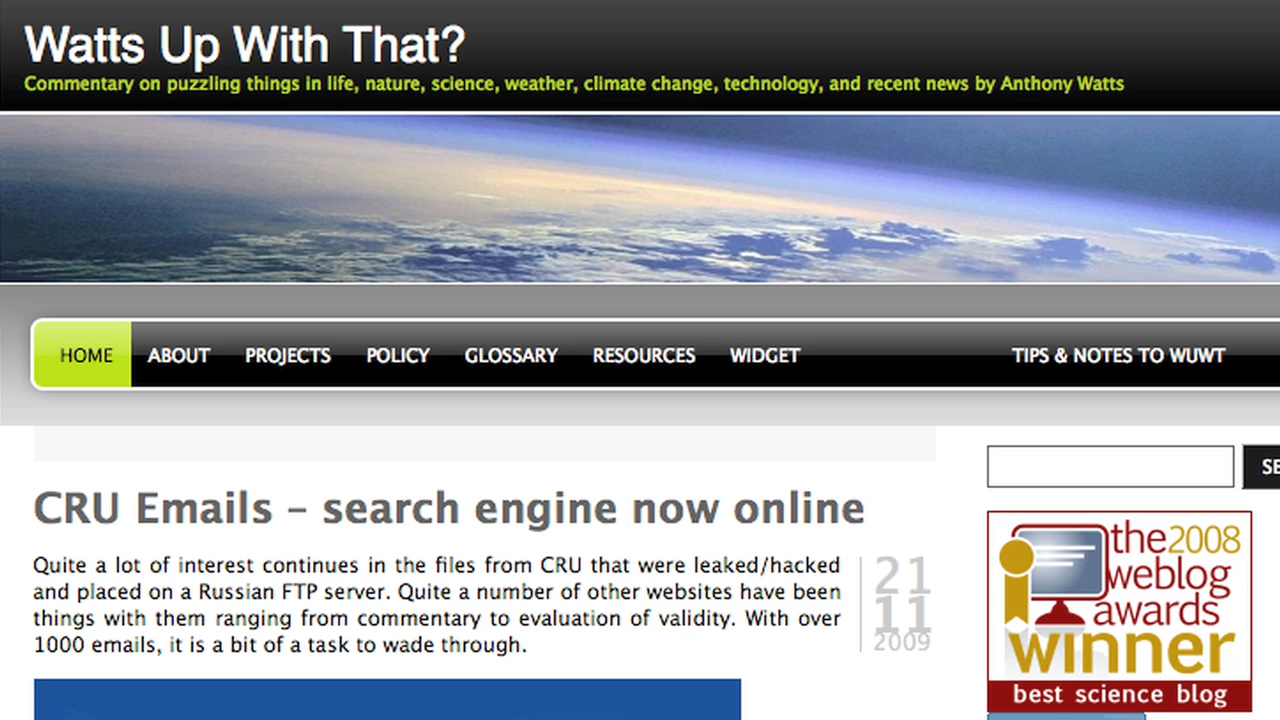 Watts Up With That?
Commentary on puzzling things in life, nature, science, weather, climate change, technology, and recent news by Anthony Watts
HOME ABOUT PROJECTS POLICY GLOSSARY RESOURCES WIDGET TIPS & NOTES TO WUWT
SE
CRU Emails – search engine now online
Quite a lot of interest continues in the files from CRU that were leaked/hacked
and placed on a Russian FTP server. Quite a number of other websites have been
things with them ranging from commentary to evaluation of validity. With over
1000 emails, it is a bit of a task to wade through.
21
11
2009
the2008
weblog
awards
winner
best science blog